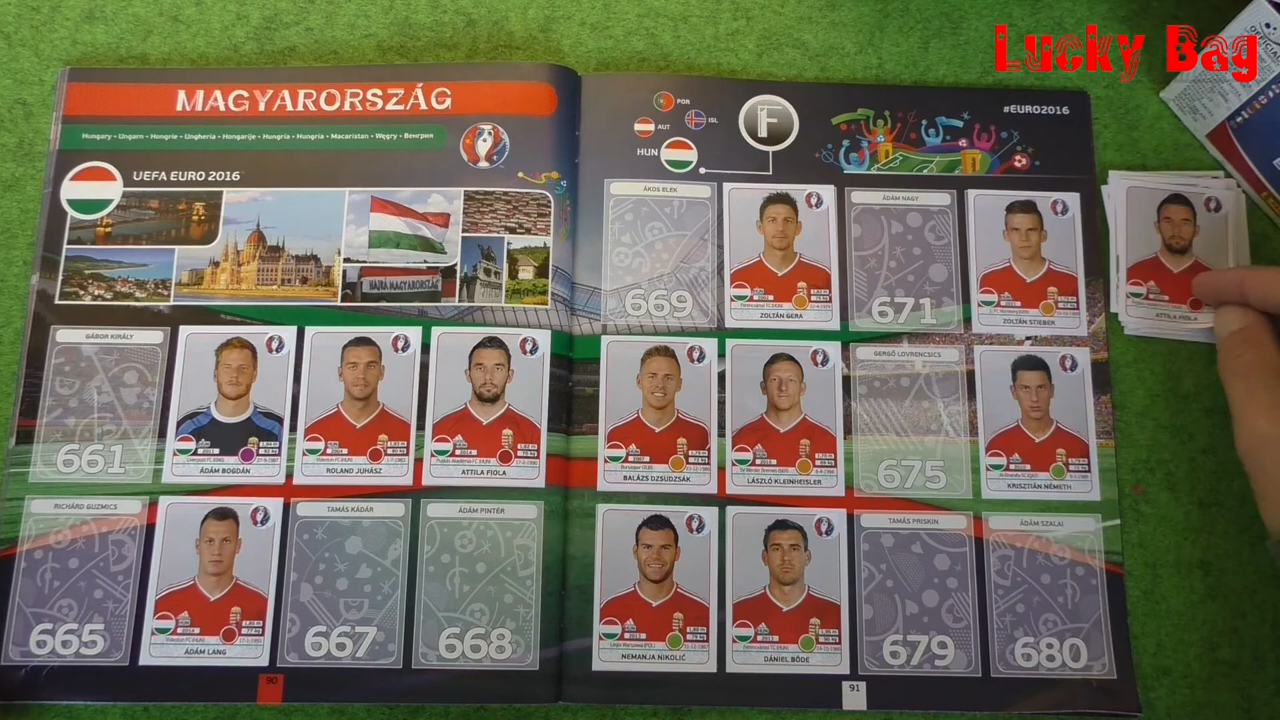 Lucky Bag
MAGYARORSZÁG
Hungary • Ungarn • Hongrie • Ungheria • Hongarije • Hungría • Hungria • Macaristan • Węgry • Венгрия
UEFA EURO 2016
HAJRÁ MAGYARORSZÁG
GÁBOR KIRÁLY
661
ÁDÁM BOGDÁN
ROLAND JUHÁSZ
ATTILA FIOLA
RICHÁRD GUZMICS
665
ÁDÁM LANG
TAMÁS KÁDÁR
667
ÁDÁM PINTÉR
668
90
POR
AUT
ISL
HUN
F
#EURO2016
ÁKOS ELEK
669
ZOLTÁN GERA
ÁDÁM NAGY
671
ZOLTÁN STIEBER
BALÁZS DZSUDZSÁK
LÁSZLÓ KLEINHEISLER
GERGŐ LOVRENCSICS
675
KRISZTIÁN NÉMETH
NEMANJA NIKOLIĆ
DÁNIEL BÖDE
TAMÁS PRISKIN
679
ÁDÁM SZALAI
680
91
ATTILA FIOLA